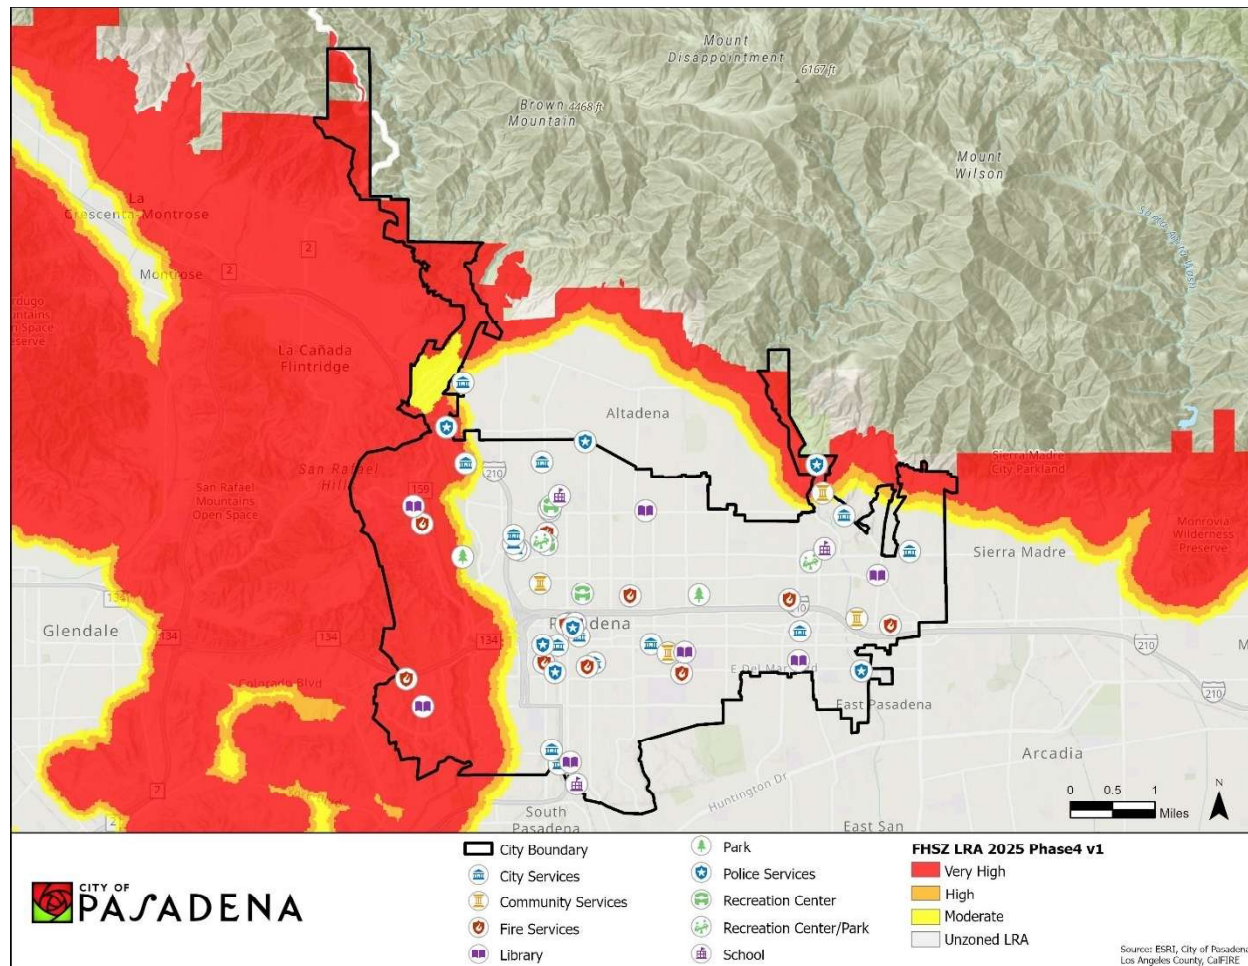 Mount
Disappointment
6167 ft
Brown
Mountain
4468 ft
Mount
Wilson
La
Crescenta-Montrose
2
Montrose
2
La Cañada
Flintridge
Altadena
San Rafael
Hills
210
159
San Rafael
Mountains
Open Space
Sierra Madre
City Parkland
Monrovia
Wilderness
Preserve
Sierra Madre
134
Glendale
134
134
210
Colorado Blvd
E Del Mar
210
210
East Pasadena
Arcadia
7
Huntington Dr
South
Pasadena
East San
0 0.5 1
Miles
N
CITY OF
PASADENA
City Boundary
City Services
Community Services
Fire Services
Library
Park
Police Services
Recreation Center
Recreation Center/Park
School
FHSZ LRA 2025 Phase4 v1
Very High
High
Moderate
Unzoned LRA
Source: ESRI, City of Pasadena
Los Angeles County, CalFIRE